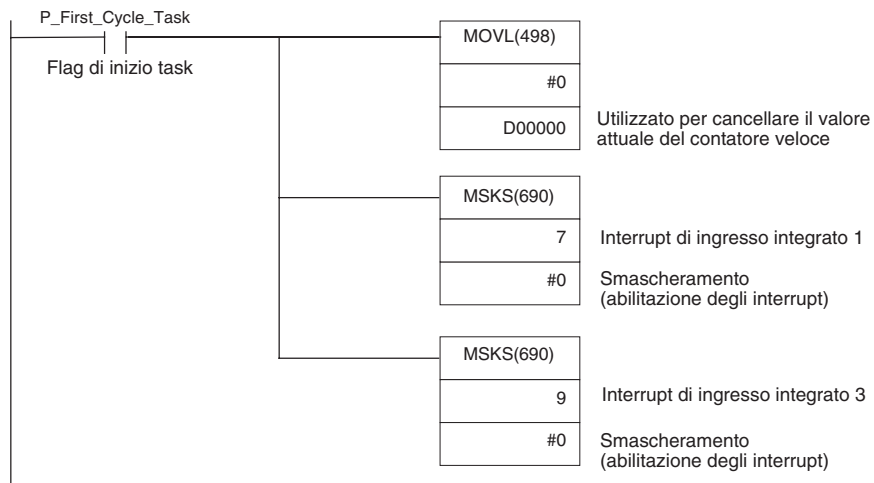 P_First_Cycle_Task
Flag di inizio task
MOVL(498)
#0
D00000
Utilizzato per cancellare il valore
attuale del contatore veloce
MSKS(690)
7
Interrupt di ingresso integrato 1
#0
Smascheramento
(abilitazione degli interrupt)
MSKS(690)
9
Interrupt di ingresso integrato 3
#0
Smascheramento
(abilitazione degli interrupt)